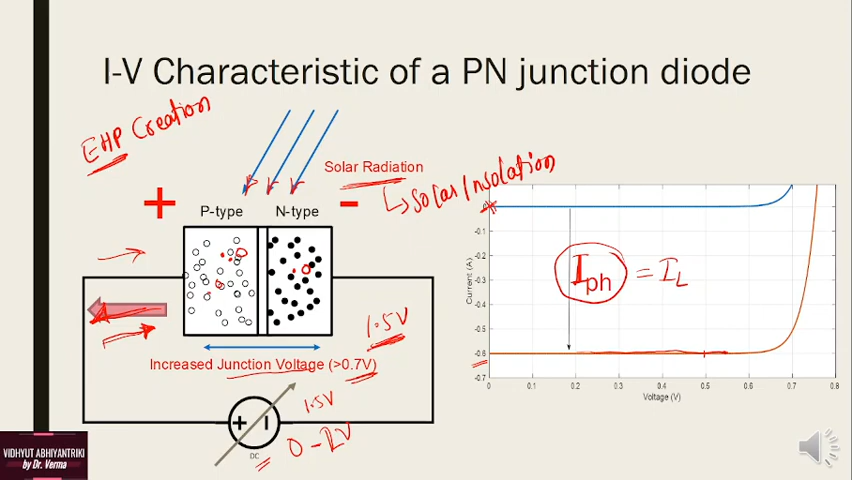 I-V Characteristic of a PN junction diode
EHP Creation
Solar Radiation
Solar Insolation
+
P-type
N-type
-
1.5V
Increased Junction Voltage (>0.7V)
1.5V
+
0-2V
DC
Iph = IL
Current (A)
0
-0.1
-0.2
-0.3
-0.4
-0.5
-0.6
-0.7
0 0.1 0.2 0.3 0.4 0.5 0.6 0.7 0.8
Voltage (V)
VIDHYUT ABHIYANTRIKI
by Dr. Verma